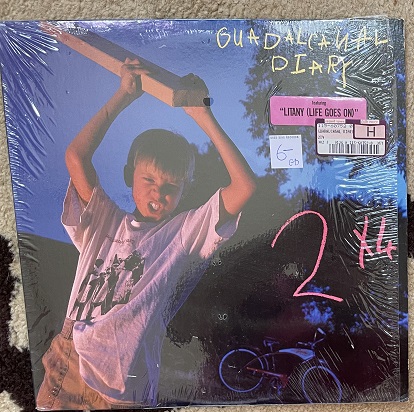 GUADALCANAL
DIARY
featuring
"LITANY (LIFE GOES ON)"
H
6-
2 x4